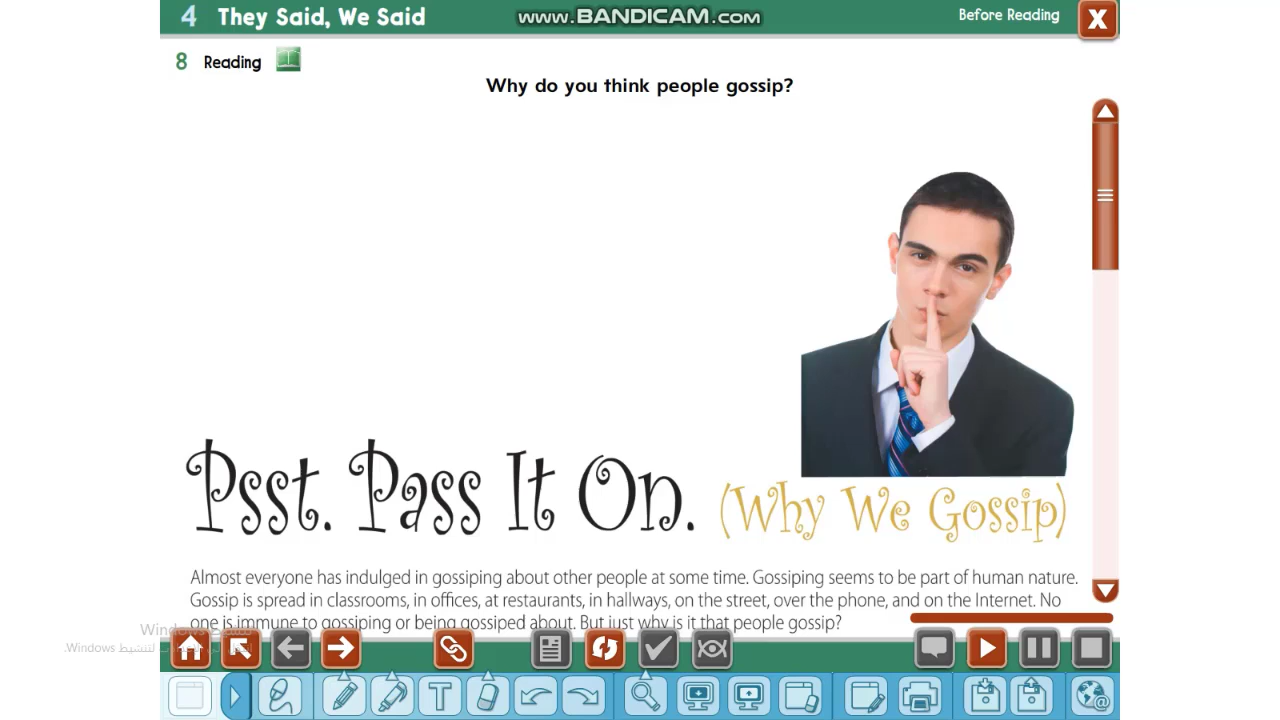 4 They Said, We Said
www.BANDICAM.com
Before Reading
X
8 Reading
Why do you think people gossip?
Psst. Pass It On. (Why We Gossip)
Almost everyone has indulged in gossiping about other people at some time. Gossiping seems to be part of human nature.
Gossip is spread in classrooms, in offices, at restaurants, in hallways, on the street, over the phone, and on the Internet. No
one is immune to gossiping or being gossiped about. But just why is it that people gossip?
Windows
لتنشيط Windows.
T